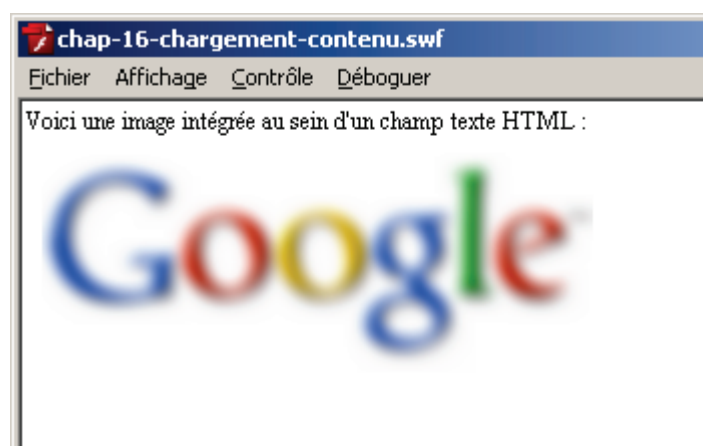 chap-16-chargement-contenu.swf
Fichier Affichage Contrôle Déboguer
Voici une image intégrée au sein d'un champ texte HTML :
Google